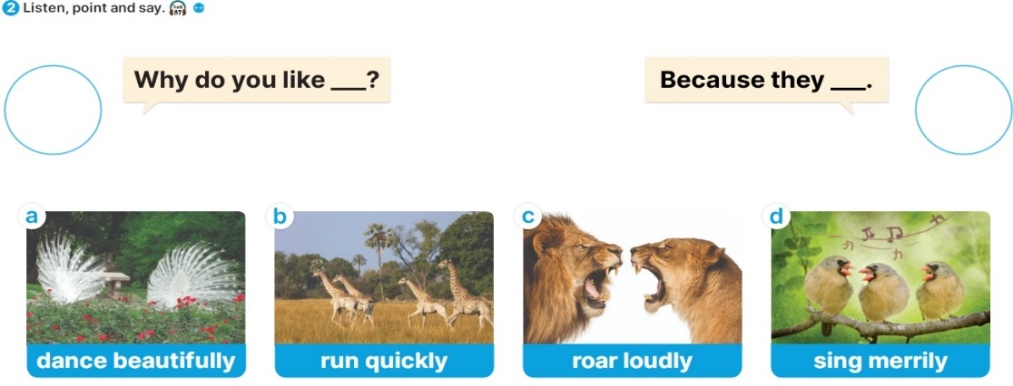 2 Listen, point and say.
Why do you like ___?
Because they ___.
a
b
c
d
dance beautifully
run quickly
roar loudly
sing merrily